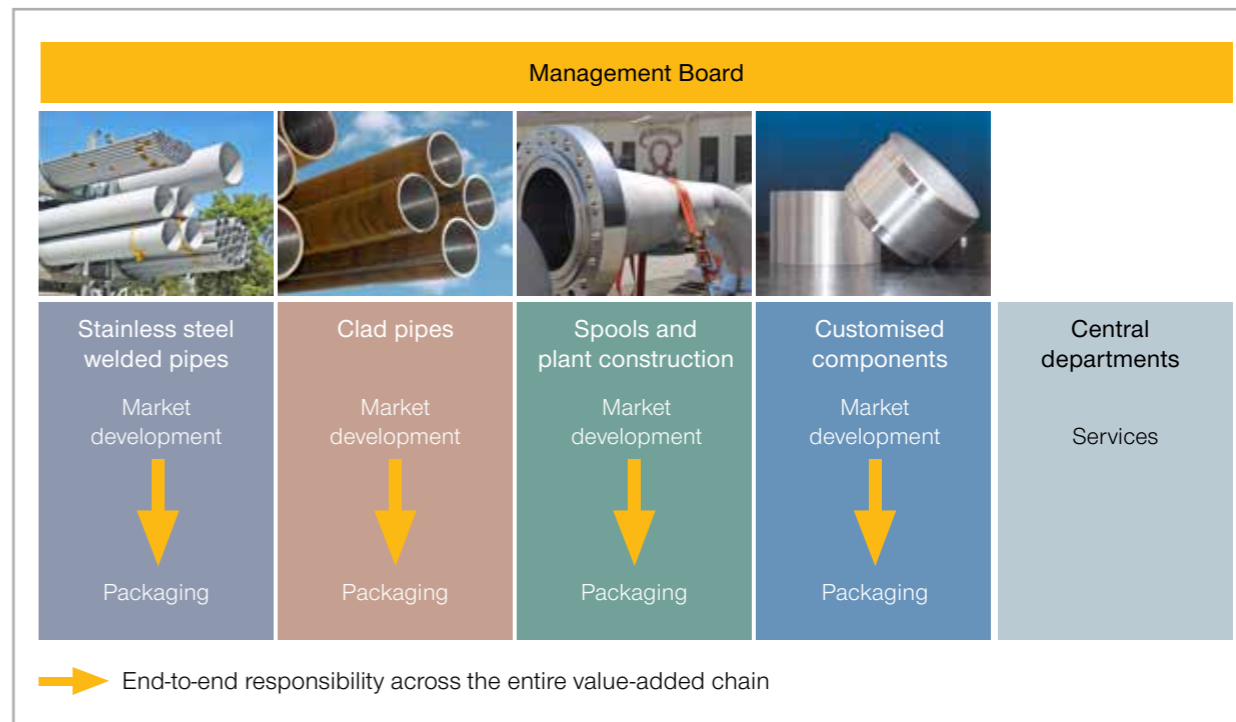 Management Board
Stainless steel
welded pipes
Market
development
Packaging
Clad pipes
Market
development
Packaging
Spools and
plant construction
Market
development
Packaging
Customised
components
Market
development
Packaging
Central
departments
Services
End-to-end responsibility across the entire value-added chain